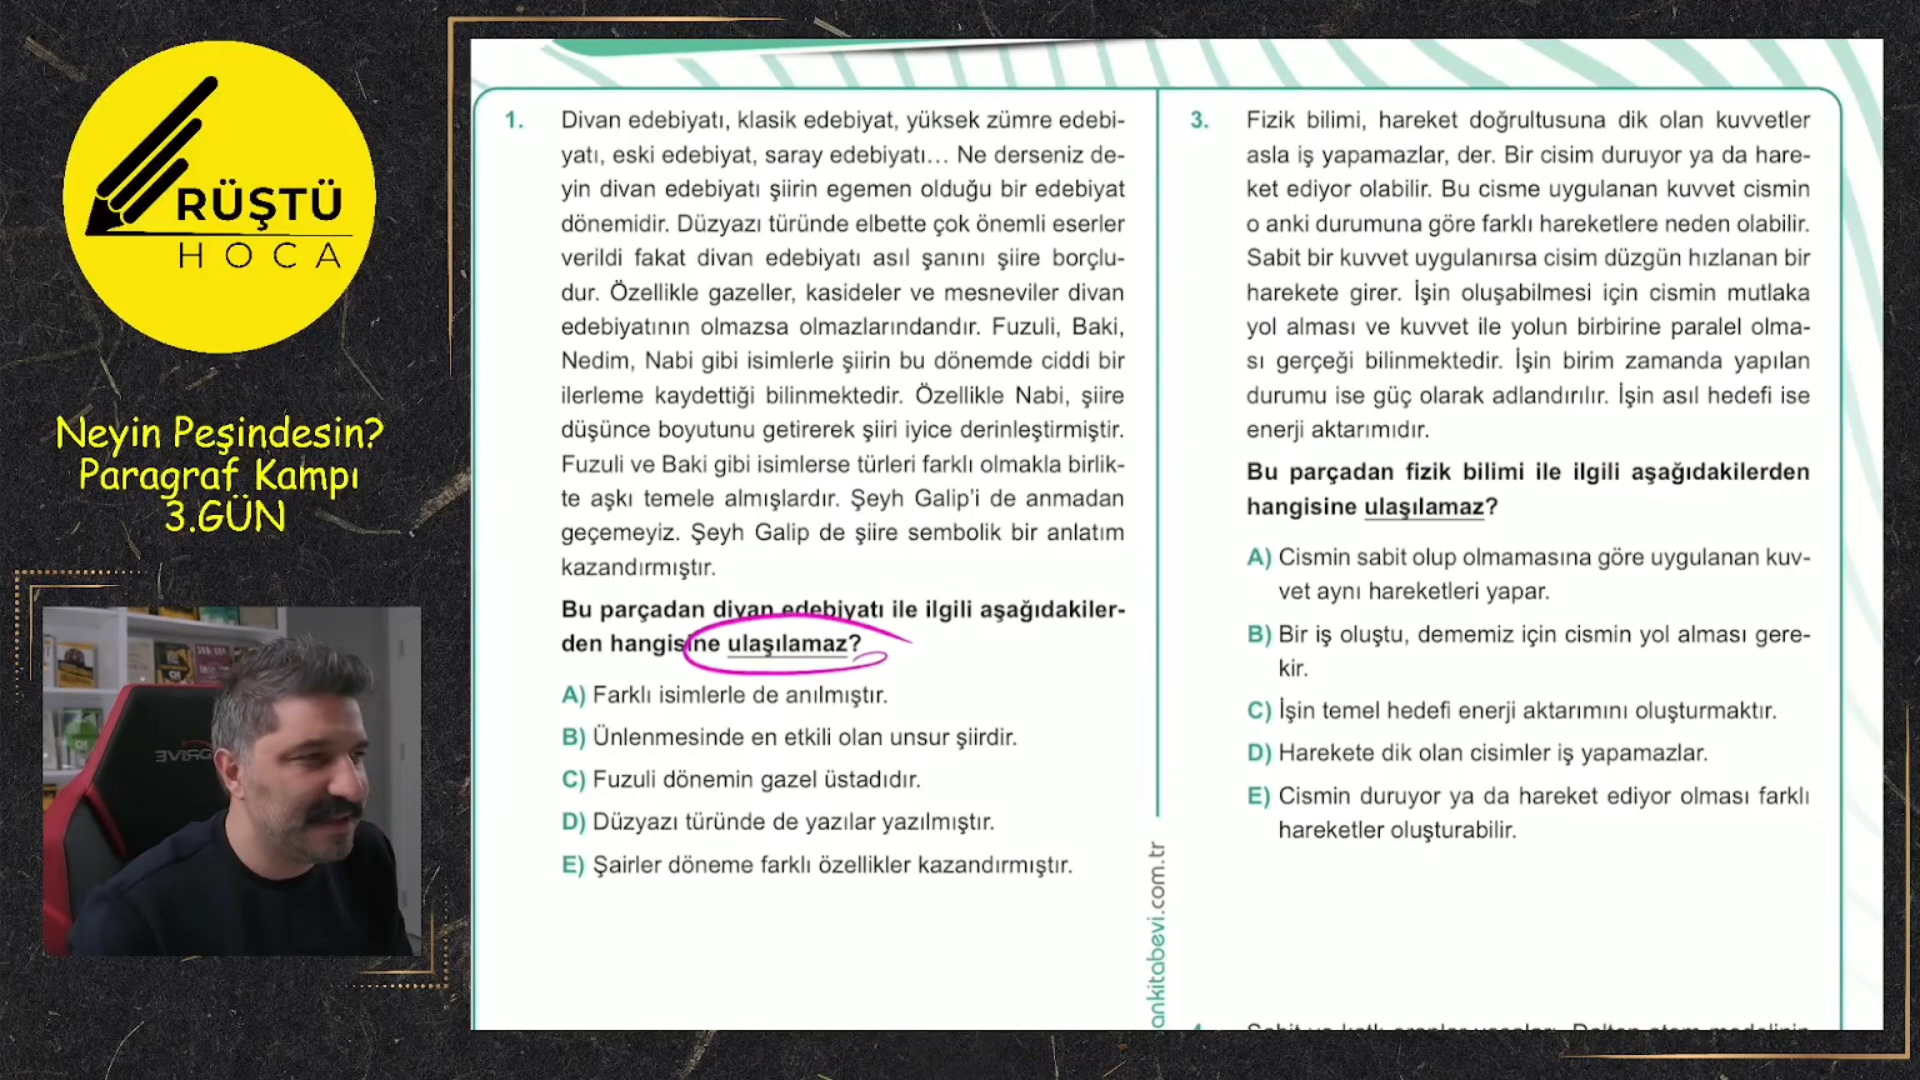 RÜŞTÜ
HOCA
Neyin Peşindesin?
Paragraf Kampı
3.GÜN
1. Divan edebiyatı, klasik edebiyat, yüksek zümre edebi-
yatı, eski edebiyat, saray edebiyatı... Ne derseniz de-
yin divan edebiyatı şiirin egemen olduğu bir edebiyat
dönemidir. Düzyazı türünde elbette çok önemli eserler
verildi fakat divan edebiyatı asıl şanını şiire borçlu-
dur. Özellikle gazeller, kasideler ve mesneviler divan
edebiyatının olmazsa olmazlarındandır. Fuzuli, Baki,
Nedim, Nabi gibi isimlerle şiirin bu dönemde ciddi bir
ilerleme kaydettiği bilinmektedir. Özellikle Nabi, şiire
düşünce boyutunu getirerek şiiri iyice derinleştirmiştir.
Fuzuli ve Baki gibi isimlerse türleri farklı olmakla birlik-
te aşkı temele almışlardır. Şeyh Galip'i de anmadan
geçemeyiz. Şeyh Galip de şiire sembolik bir anlatım
kazandırmıştır.
Bu parçadan divan edebiyatı ile ilgili aşağıdakiler-
den hangisine ulaşılamaz?
A) Farklı isimlerle de anılmıştır.
B) Ünlenmesinde en etkili olan unsur şiirdir.
C) Fuzuli dönemin gazel üstadıdır.
D) Düzyazı türünde de yazılar yazılmıştır.
E) Şairler döneme farklı özellikler kazandırmıştır.
3. Fizik bilimi, hareket doğrultusuna dik olan kuvvetler
asla iş yapamazlar, der. Bir cisim duruyor ya da hare-
ket ediyor olabilir. Bu cisme uygulanan kuvvet cismin
o anki durumuna göre farklı hareketlere neden olabilir.
Sabit bir kuvvet uygulanırsa cisim düzgün hızlanan bir
harekete girer. İşin oluşabilmesi için cismin mutlaka
yol alması ve kuvvet ile yolun birbirine paralel olma-
sı gerçeği bilinmektedir. İşin birim zamanda yapılan
durumu ise güç olarak adlandırılır. İşin asıl hedefi ise
enerji aktarımıdır.
Bu parçadan fizik bilimi ile ilgili aşağıdakilerden
hangisine ulaşılamaz?
A) Cismin sabit olup olmamasına göre uygulanan kuv-
vet aynı hareketleri yapar.
B) Bir iş oluştu, dememiz için cismin yol alması gere-
kir.
C) İşin temel hedefi enerji aktarımını oluşturmaktır.
D) Harekete dik olan cisimler iş yapamazlar.
E) Cismin duruyor ya da hareket ediyor olması farklı
hareketler oluşturabilir.
ankitabevi.com.tr